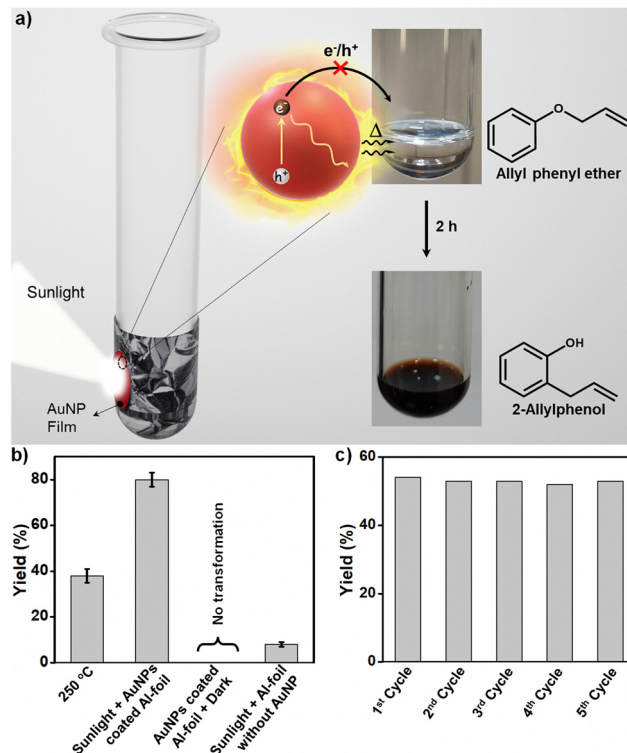 a)
e⁻/h⁺
e⁻
Δ
h⁺
O
Allyl phenyl ether
2 h
Sunlight
AuNP
Film
OH
2-Allylphenol
b)
Yield (%)
80
60
40
20
0
No transformation
250 °C
Sunlight + AuNPs
coated Al-foil
AuNPs coated
Al-foil + Dark
Sunlight + Al-foil
without AuNP
c)
Yield (%)
60
40
20
0
1st Cycle
2nd Cycle
3rd Cycle
4th Cycle
5th Cycle